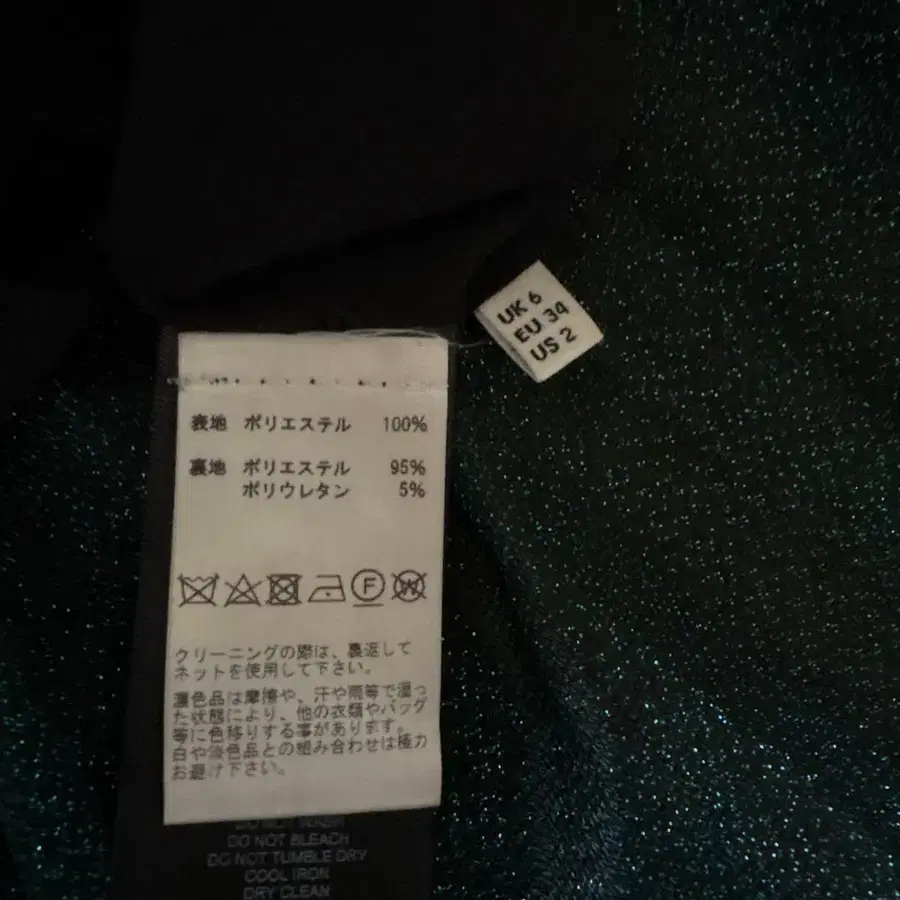 UK 6
EU 34
US 2
表地 ポリエステル 100%
裏地 ポリエステル 95%
ポリウレタン 5%
F
W
クリーニングの際は、裏返して
ネットを使用して下さい。
濃色品は摩擦や、汗や雨等で湿っ
た状態により、他の衣類やバッグ
等に色移りする事があります。
白や淡色品との組み合わせは極力
お避け下さい。
DO NOT WASH
DO NOT BLEACH
DO NOT TUMBLE DRY
COOL IRON
DRY CLEAN